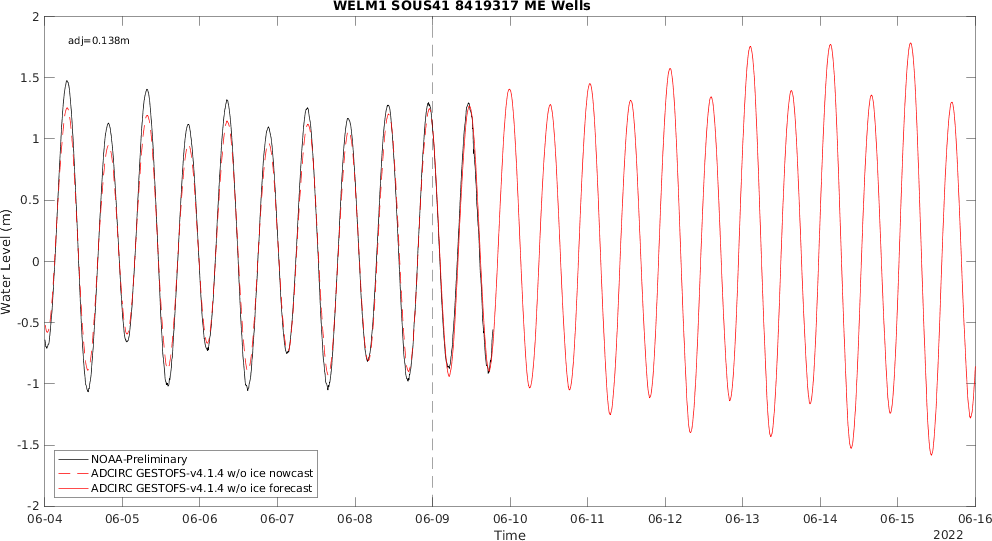 WELM1 SOUS41 8419317 ME Wells
adj=0.138m
2
1.5
1
0.5
0
-0.5
-1
-1.5
-2
Water Level (m)
NOAA-Preliminary
ADCIRC GESTOFS-v4.1.4 w/o ice nowcast
ADCIRC GESTOFS-v4.1.4 w/o ice forecast
06-04 06-05 06-06 06-07 06-08 06-09 06-10 06-11 06-12 06-13 06-14 06-15 06-16
Time
2022